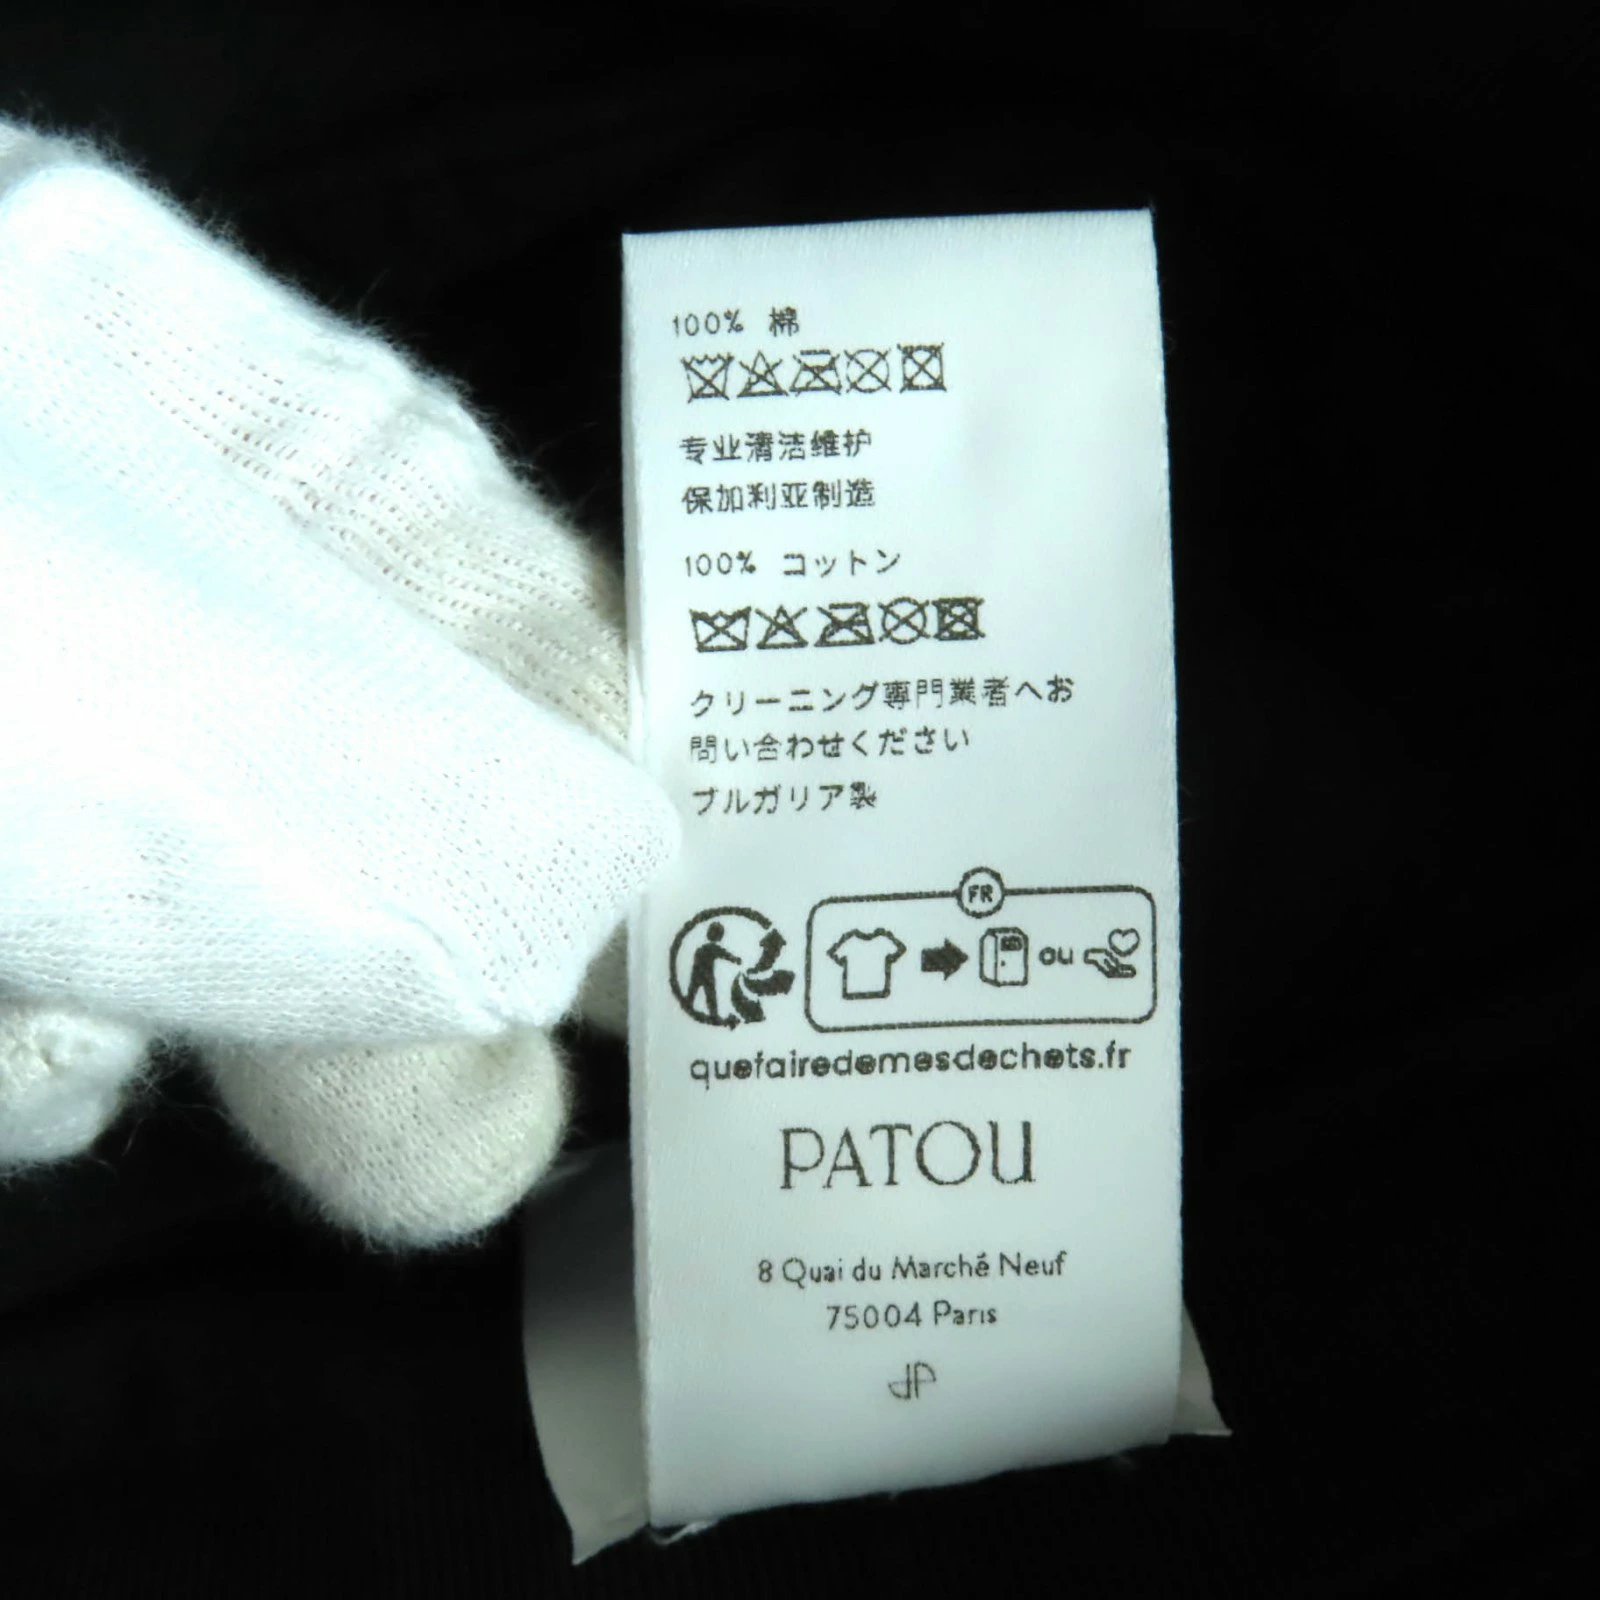 100% 棉
专业清洁维护
保加利亚制造
100% コットン
クリーニング専門業者へお
問い合わせください
ブルガリア製
FR
ou
quefairedemesdechets.fr
PATOU
8 Quai du Marché Neuf
75004 Paris
JP